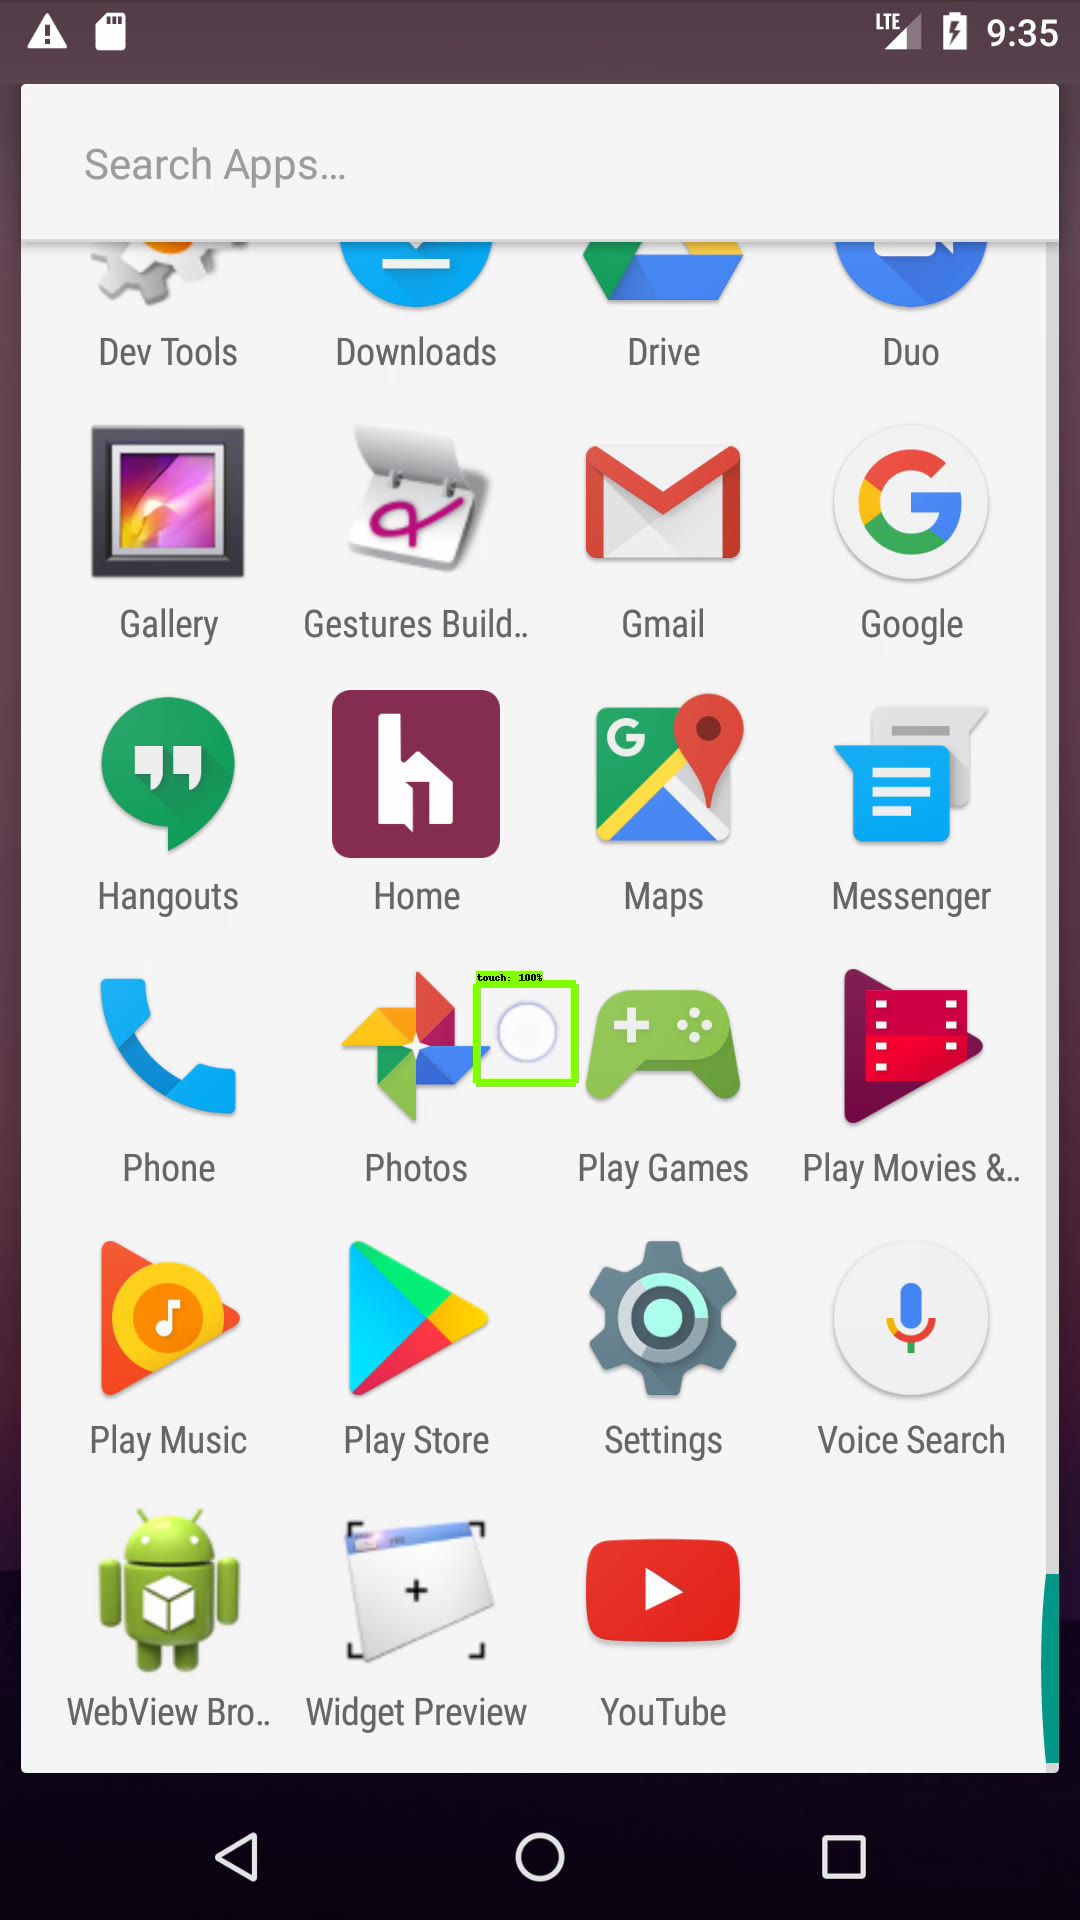 LTE 9:35
Search Apps...
Dev Tools Downloads Drive Duo
Gallery Gestures Build.. Gmail Google
Hangouts Home Maps Messenger
touch: 100%
Phone Photos Play Games Play Movies &..
Play Music Play Store Settings Voice Search
WebView Bro.. Widget Preview YouTube